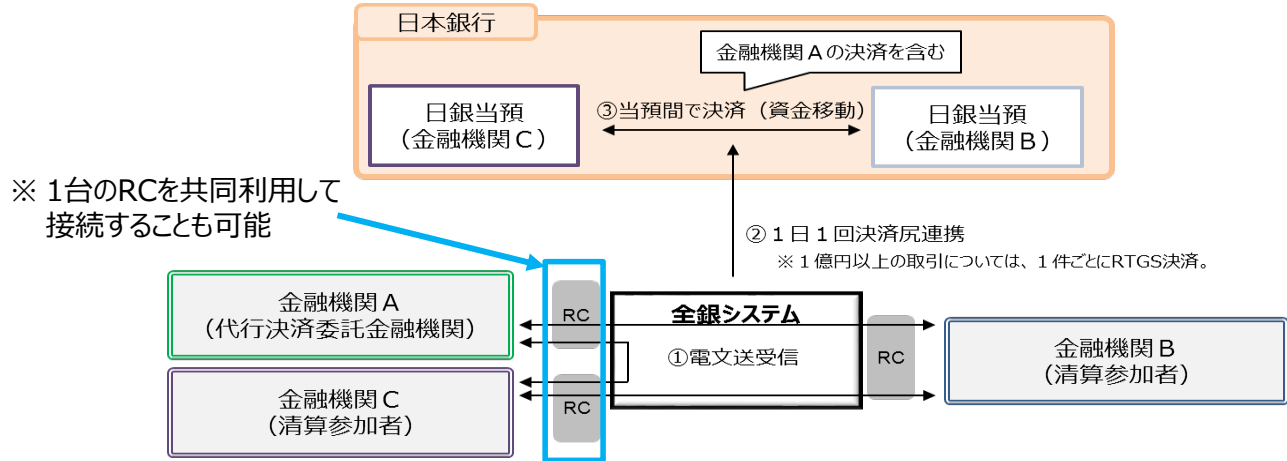 日本銀行
金融機関Aの決済を含む
日銀当預
（金融機関C）
③当預間で決済（資金移動）
日銀当預
（金融機関B）
※ 1台のRCを共同利用して
接続することも可能
②１日１回決済尻連携
※１億円以上の取引については、１件ごとにRTGS決済。
金融機関A
（代行決済委託金融機関）
RC
全銀システム
①電文送受信
RC
金融機関B
（清算参加者）
金融機関C
（清算参加者）
RC